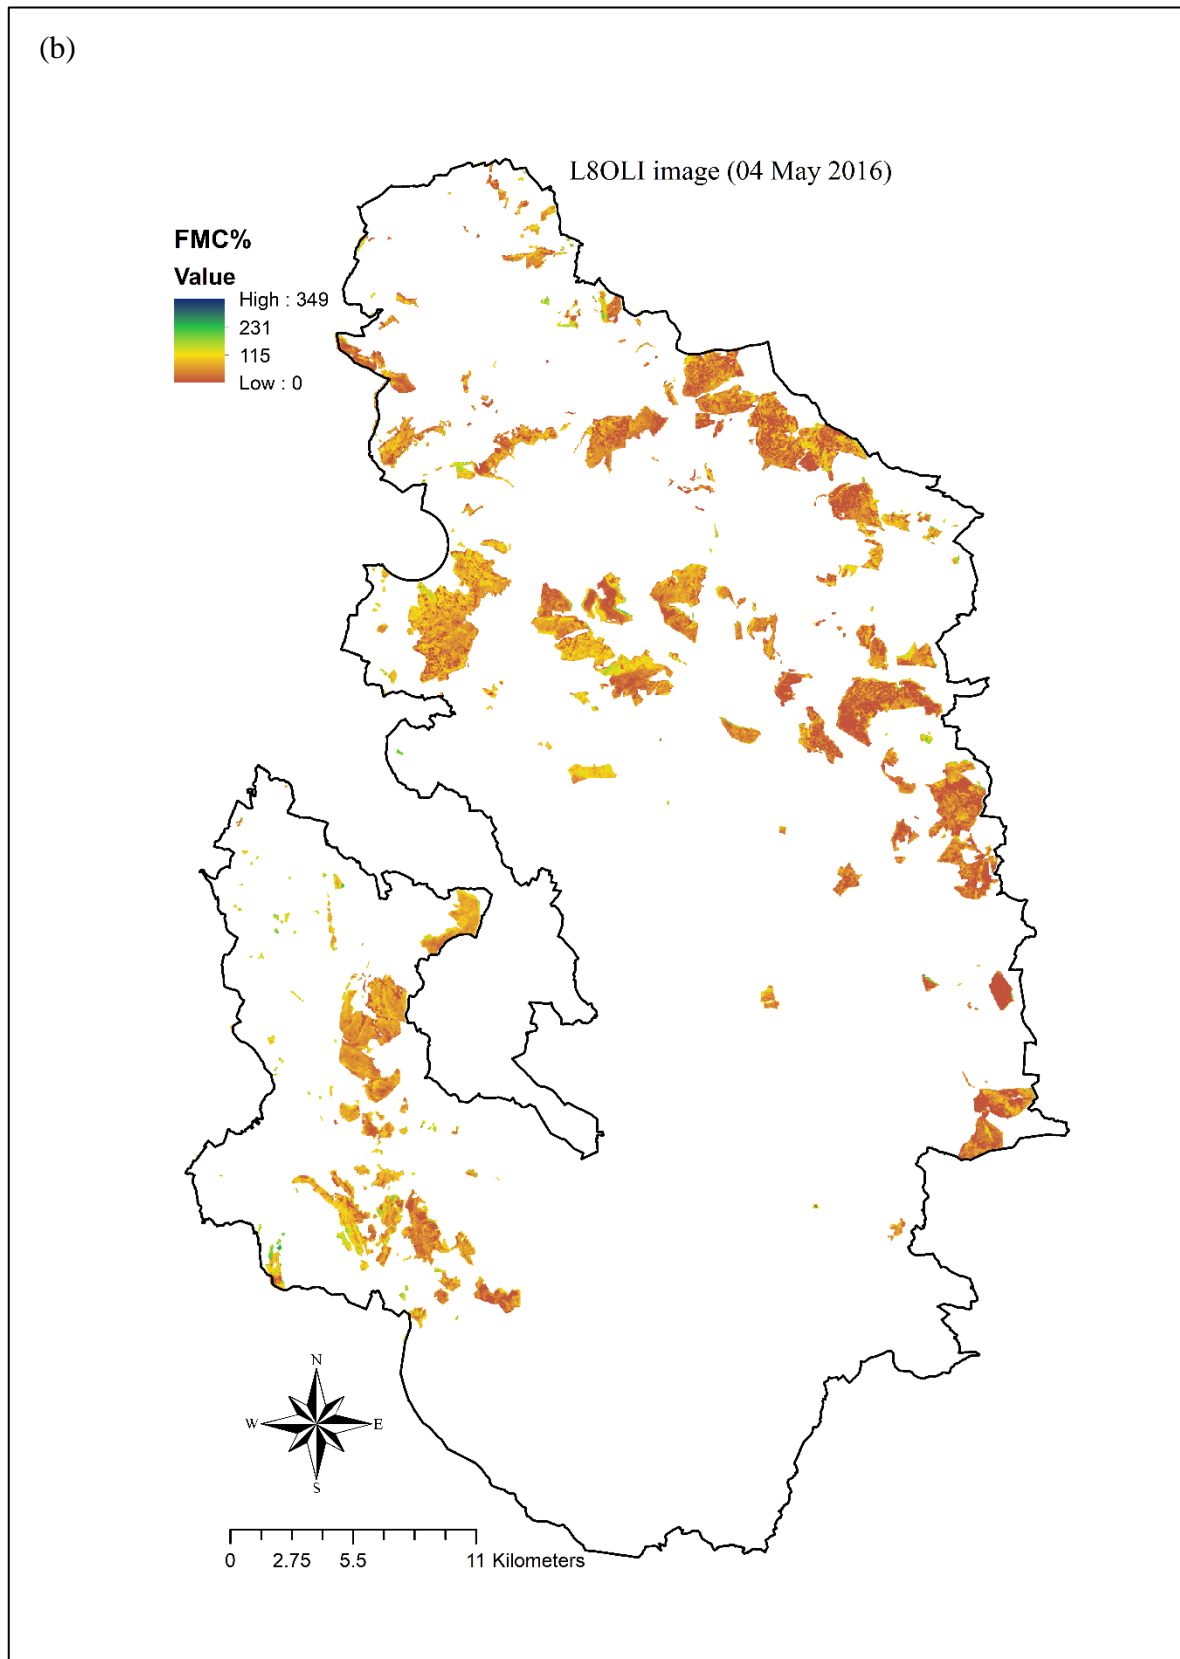 (b)
L8OLI image (04 May 2016)
FMC%
Value
High : 349
231
115
Low : 0
N
W E
S
0 2.75 5.5 11 Kilometers